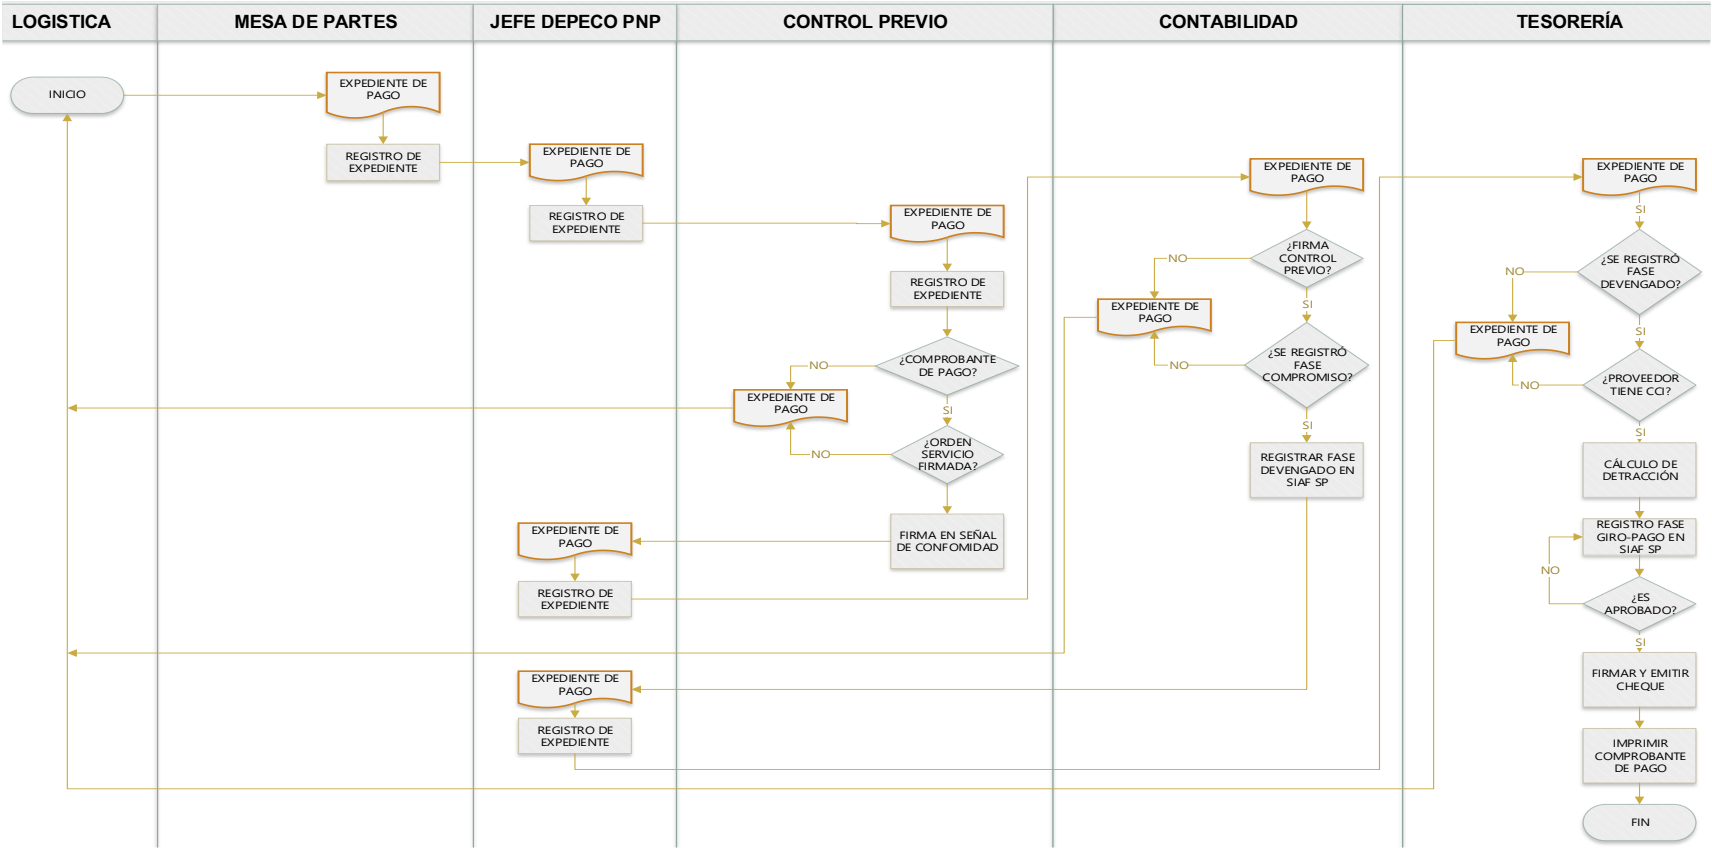 LOGISTICA
MESA DE PARTES
JEFE DEPECO PNP
CONTROL PREVIO
CONTABILIDAD
TESORERÍA
INICIO
EXPEDIENTE DE
PAGO
REGISTRO DE
EXPEDIENTE
EXPEDIENTE DE
PAGO
REGISTRO DE
EXPEDIENTE
EXPEDIENTE DE
PAGO
REGISTRO DE
EXPEDIENTE
¿COMPROBANTE
DE PAGO?
NO
EXPEDIENTE DE
PAGO
SI
¿ORDEN
SERVICIO
FIRMADA?
NO
FIRMA EN SEÑAL
DE CONFOMIDAD
EXPEDIENTE DE
PAGO
REGISTRO DE
EXPEDIENTE
EXPEDIENTE DE
PAGO
¿FIRMA
CONTROL
PREVIO?
NO
EXPEDIENTE DE
PAGO
SI
¿SE REGISTRÓ
FASE
COMPROMISO?
NO
SI
REGISTRAR FASE
DEVENGADO EN
SIAF SP
EXPEDIENTE DE
PAGO
REGISTRO DE
EXPEDIENTE
EXPEDIENTE DE
PAGO
SI
¿SE REGISTRÓ
FASE
DEVENGADO?
NO
EXPEDIENTE DE
PAGO
SI
¿PROVEEDOR
TIENE CCI?
NO
SI
CÁLCULO DE
DETRACCIÓN
REGISTRO FASE
GIRO-PAGO EN
SIAF SP
NO
¿ES
APROBADO?
SI
FIRMAR Y EMITIR
CHEQUE
IMPRIMIR
COMPROBANTE
DE PAGO
FIN